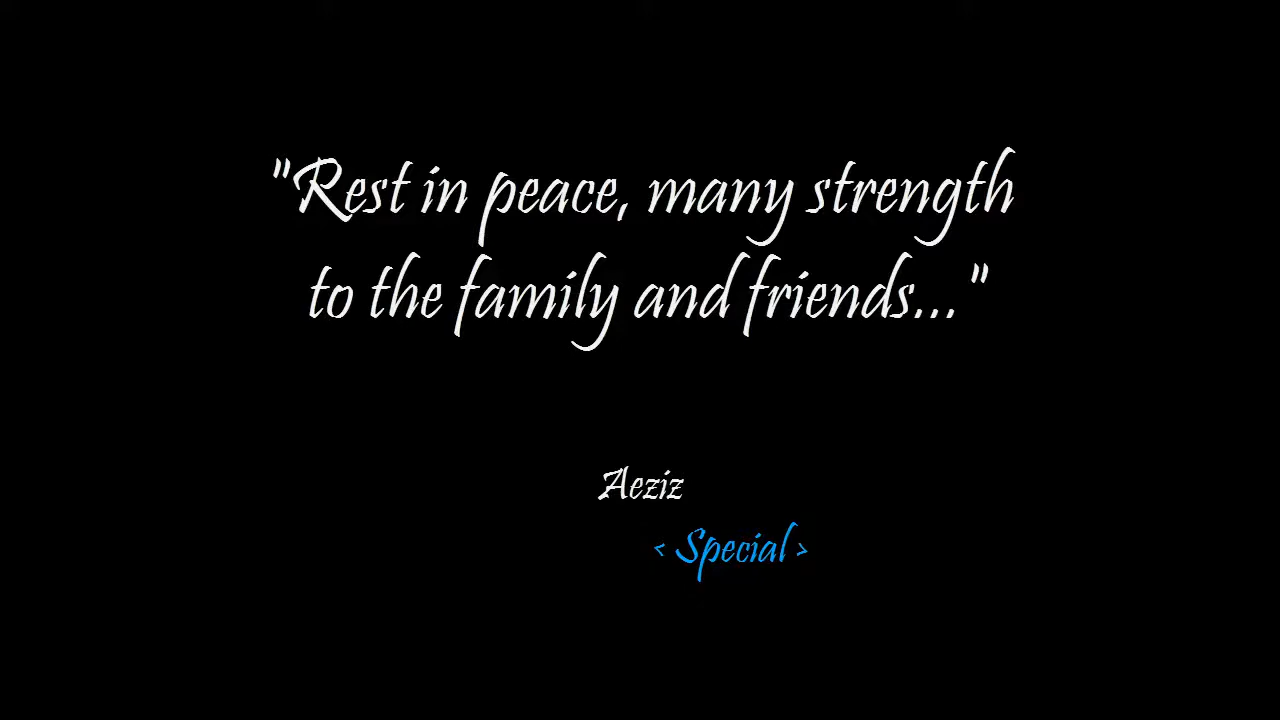 "Rest in peace, many strength
to the family and friends..."
Aeziz
< Special >